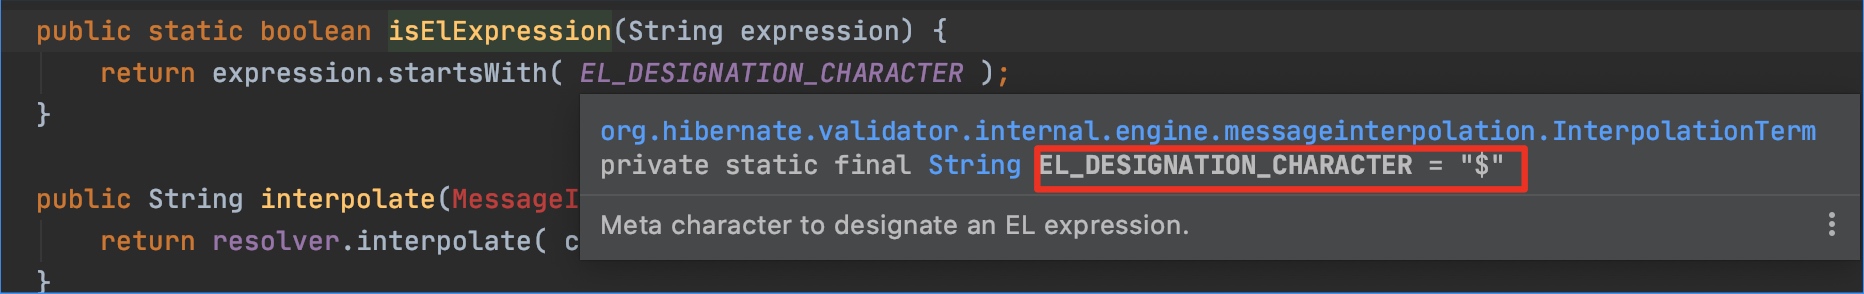 public static boolean isElExpression(String expression) {
return expression.startsWith( EL_DESIGNATION_CHARACTER );
}
org.hibernate.validator.internal.engine.messageinterpolation.InterpolationTerm
private static final String EL_DESIGNATION_CHARACTER = "$"
Meta character to designate an EL expression.
public String interpolate(MessageI
return resolver.interpolate( c
}